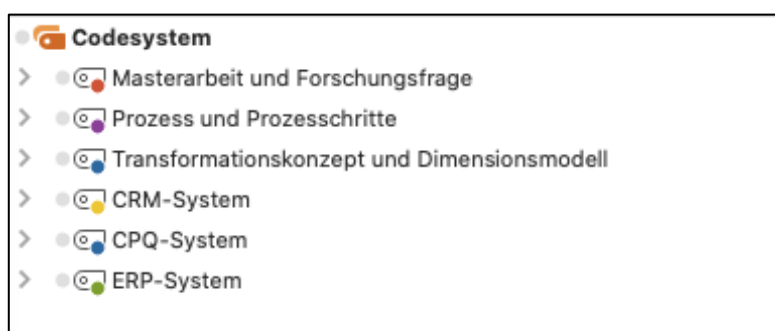 Codesystem
Masterarbeit und Forschungsfrage
Prozess und Prozesschritte
Transformationskonzept und Dimensionsmodell
CRM-System
CPQ-System
ERP-System